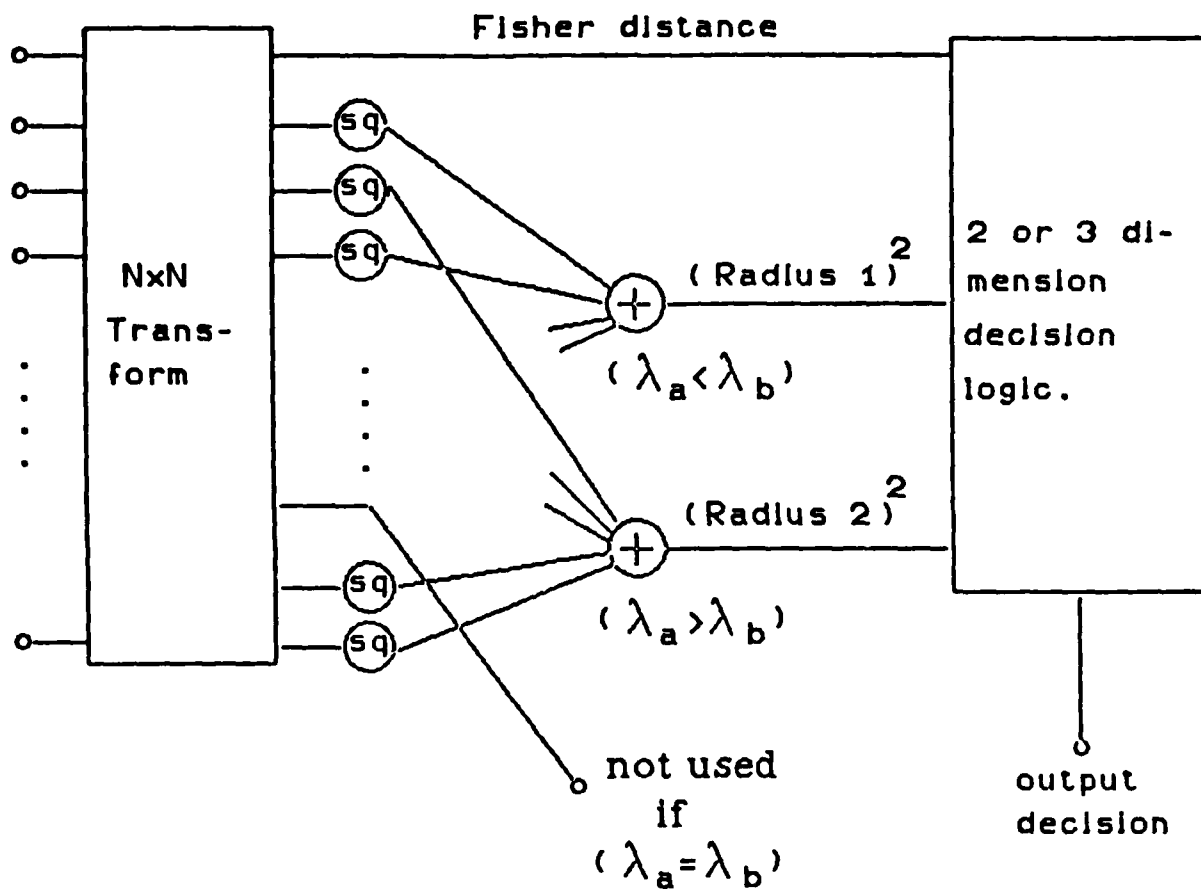 Fisher distance
sq
sq
sq
NxN
Trans-
form
(Radius 1)²
(λa<λb)
2 or 3 di-
mension
decision
logic.
(Radius 2)²
(λa>λb)
sq
sq
not used
if
(λa=λb)
output
decision